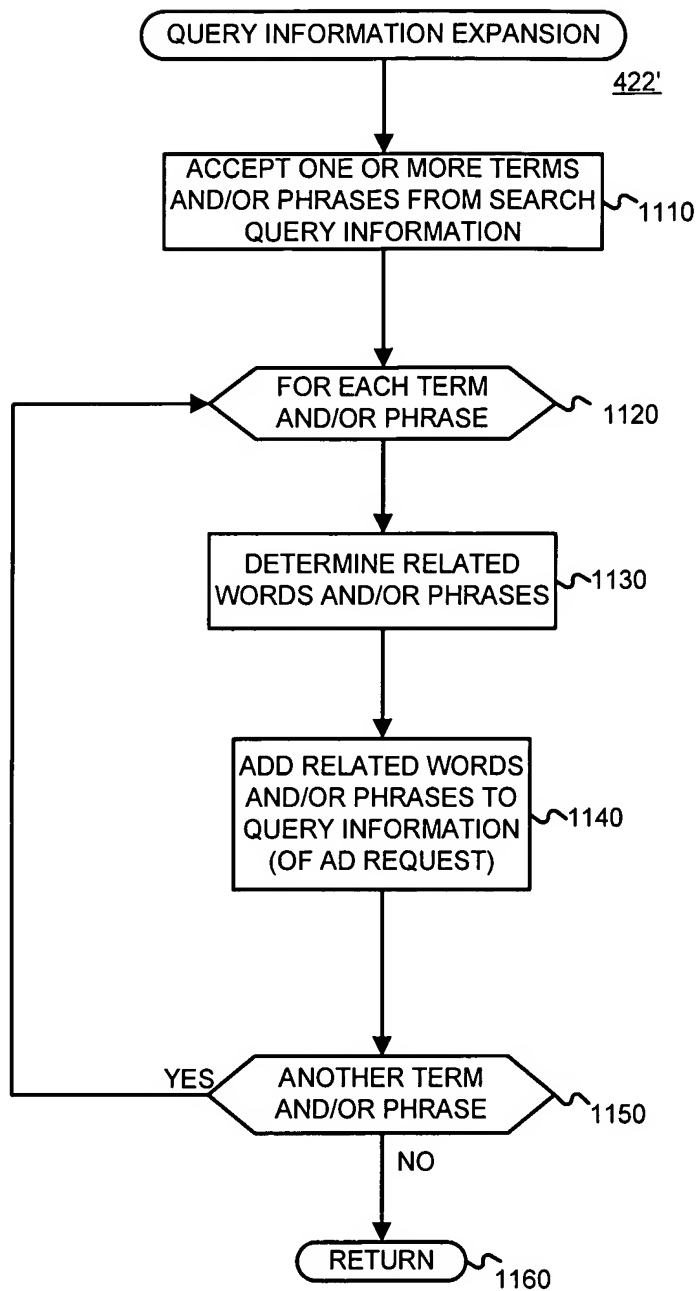 QUERY INFORMATION EXPANSION
422'
ACCEPT ONE OR MORE TERMS
AND/OR PHRASES FROM SEARCH
QUERY INFORMATION
1110
FOR EACH TERM
AND/OR PHRASE
1120
DETERMINE RELATED
WORDS AND/OR PHRASES
1130
ADD RELATED WORDS
AND/OR PHRASES TO
QUERY INFORMATION
(OF AD REQUEST)
1140
YES
ANOTHER TERM
AND/OR PHRASE
1150
NO
RETURN
1160